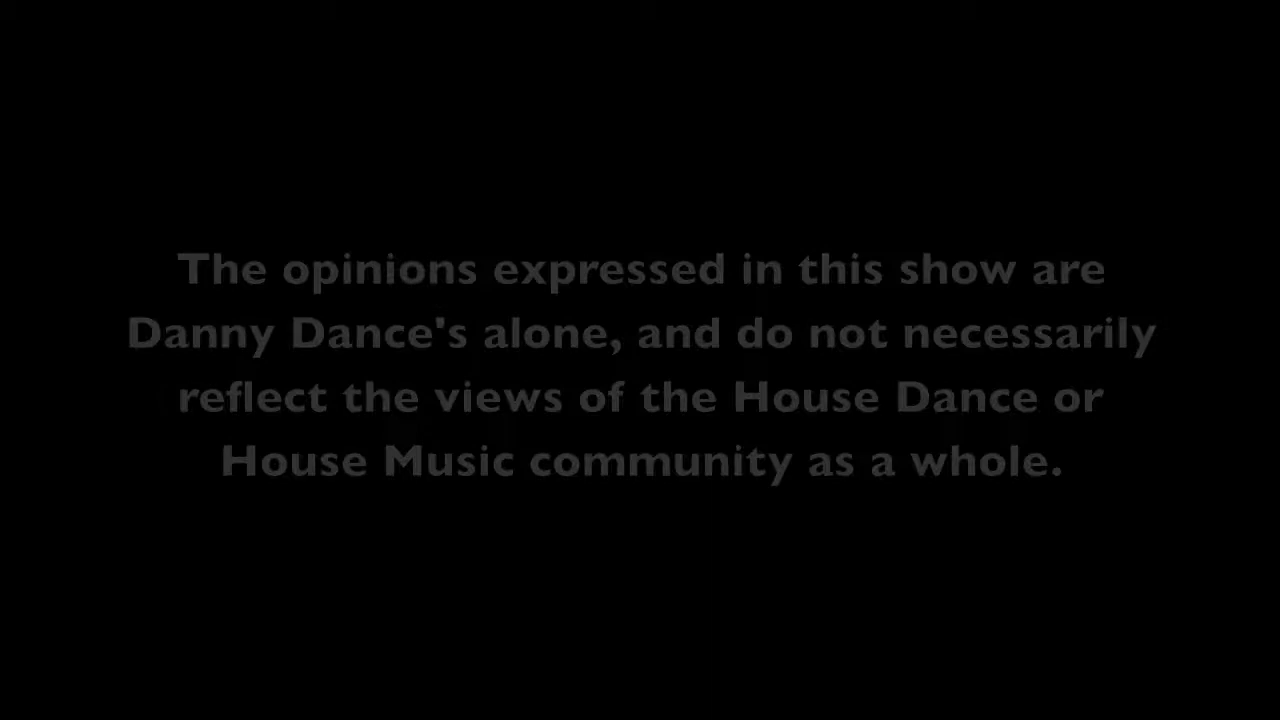 The opinions expressed in this show are
Danny Dance's alone, and do not necessarily
reflect the views of the House Dance or
House Music community as a whole.